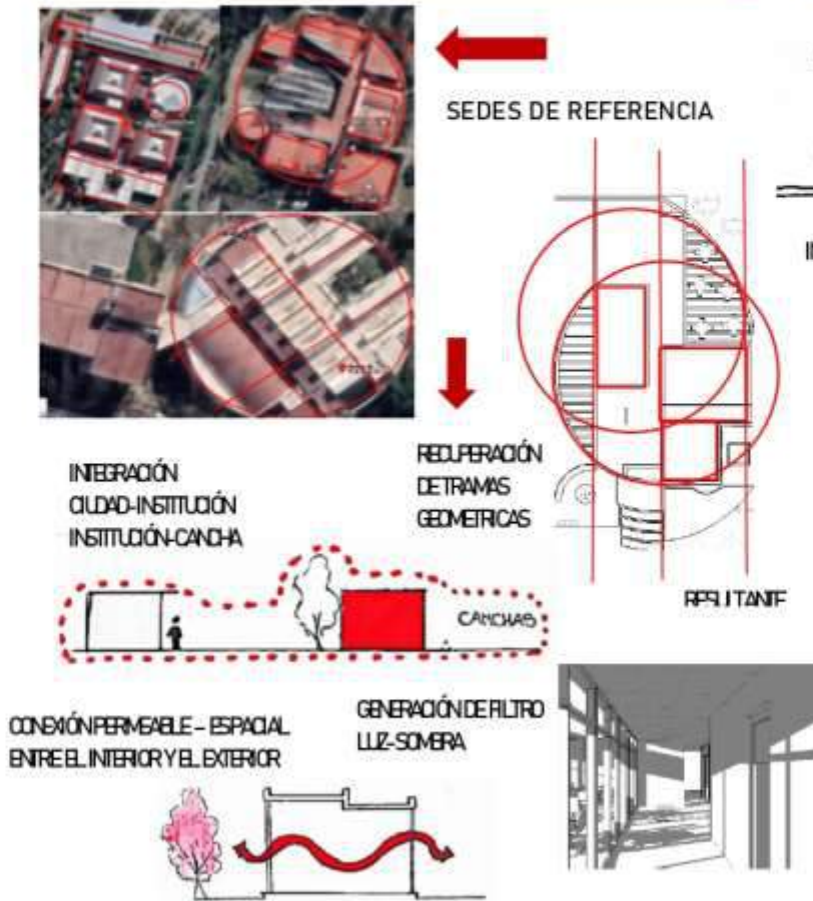 SEDES DE REFERENCIA
INTEGRACIÓN
CIUDAD-INSTITUCIÓN
INSTITUCIÓN-CANCHA
RECUPERACIÓN
DE TRAMAS
GEOMETRICAS
CANCHAS
RESULTANTE
CONEXIÓN PERMEABLE – ESPACIAL
ENTRE EL INTERIOR Y EL EXTERIOR
GENERACIÓN DE FILTRO
LUZ-SOMBRA